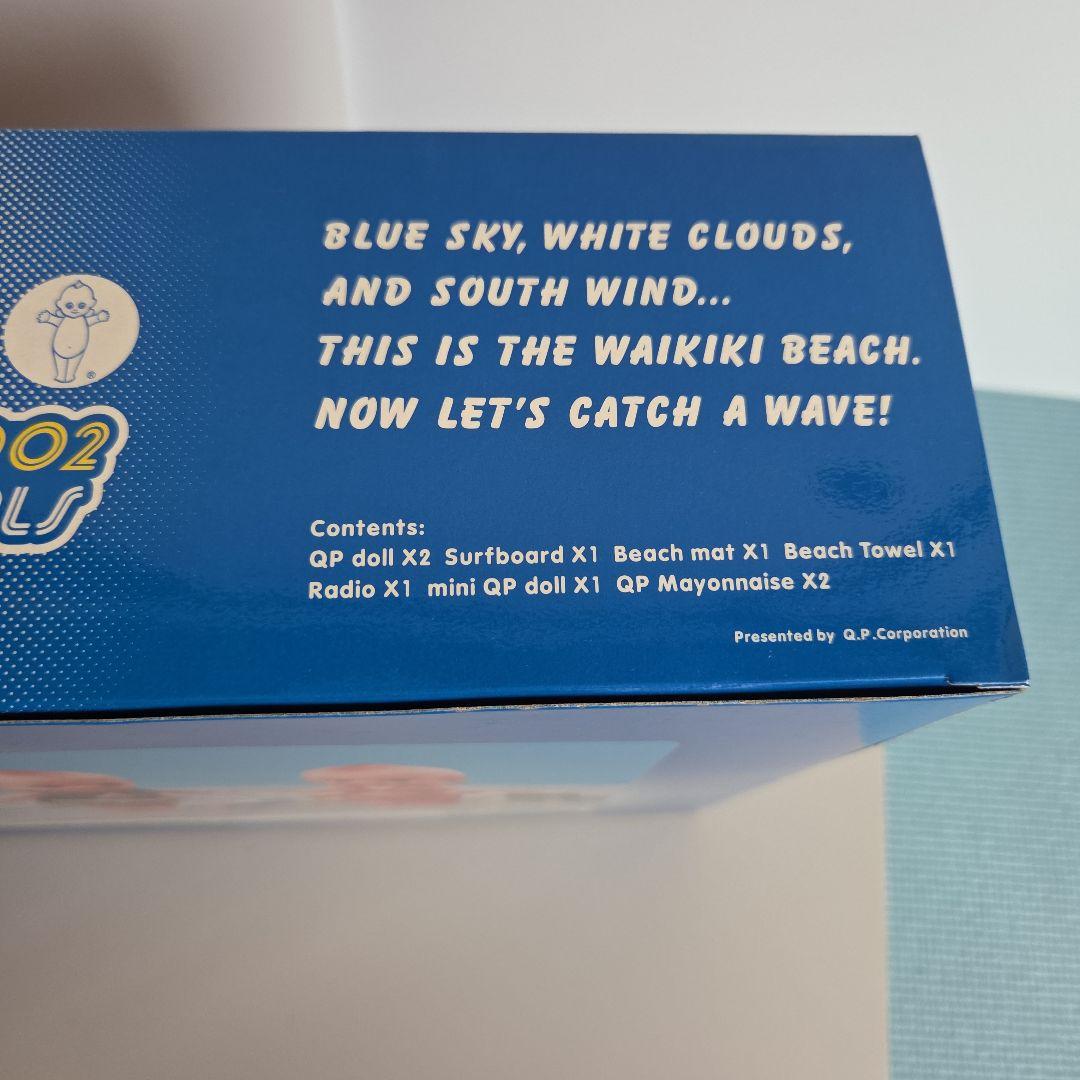 BLUE SKY, WHITE CLOUDS,
AND SOUTH WIND...
THIS IS THE WAIKIKI BEACH.
NOW LET'S CATCH A WAVE!
Contents:
QP doll X2 Surfboard X1 Beach mat X1 Beach Towel X1
Radio X1 mini QP doll X1 QP Mayonnaise X2
Presented by Q.P.Corporation